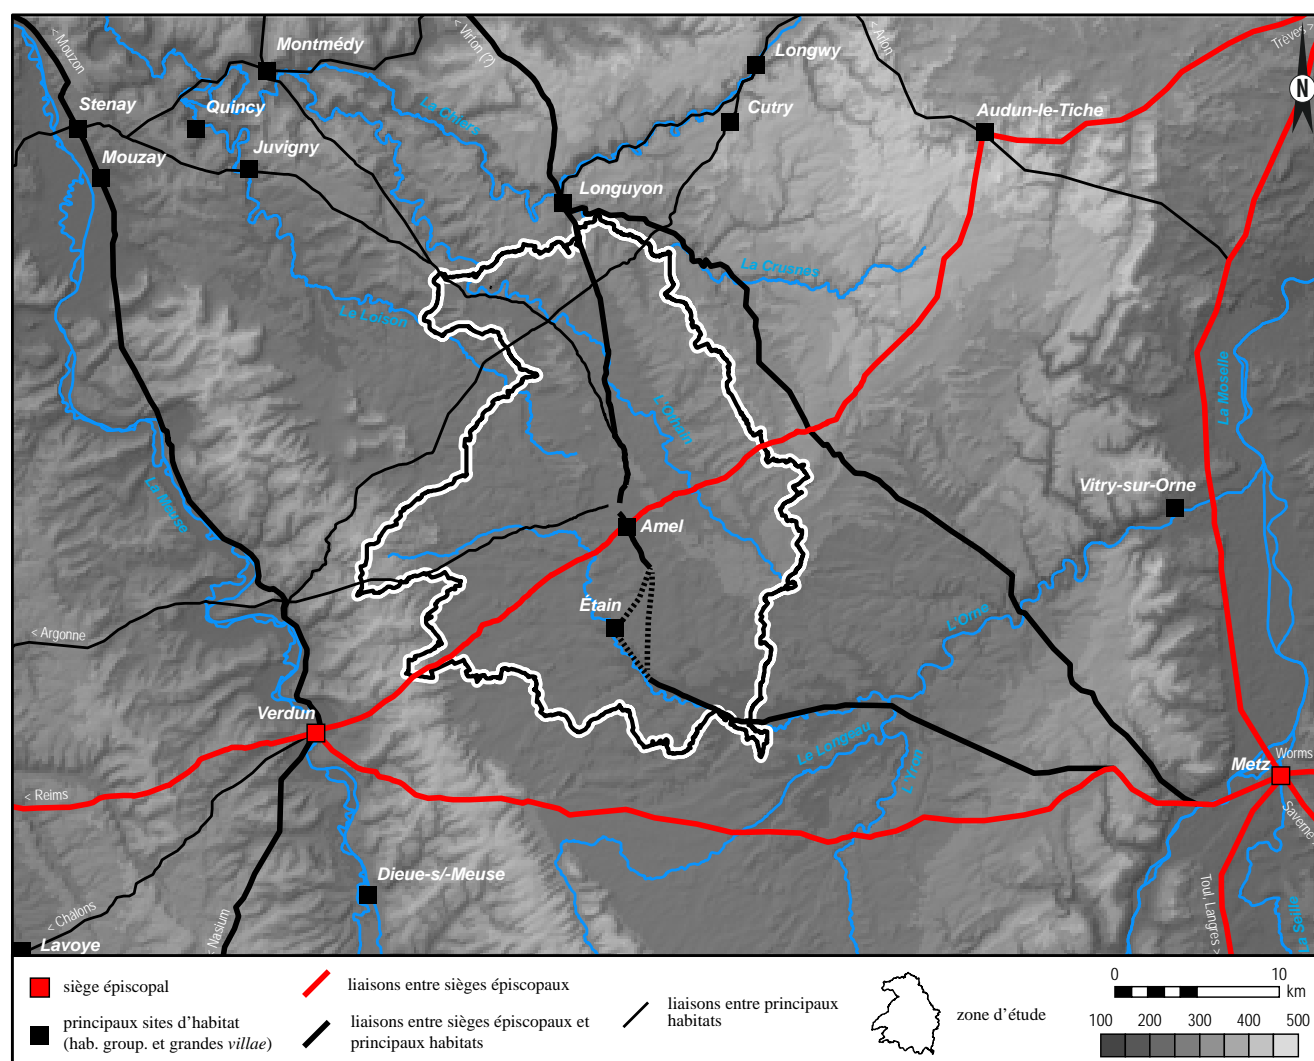 < Mouzon
Montmédy
< Virton (?)
Longwy
< Arlon
Trèves >
N
Stenay
Quincy
La Chiers
Cutry
Audun-le-Tiche
Mouzay
Juvigny
Longuyon
La Crusnes
Le Loison
La Moselle
L'Othain
La Meuse
Vitry-sur-Orne
Amel
Étain
L'Orne
< Argonne
Verdun
Le Longeau
L'Yron
Metz
Worms
< Reims
Saverne
Dieue-s/-Meuse
Toul, Langres >
< Châlons
< Nasium
La Seille
Lavoye
siège épiscopal
liaisons entre sièges épiscopaux
liaisons entre principaux
habitats
zone d'étude
0 10
km
principaux sites d'habitat
(hab. group. et grandes villae)
liaisons entre sièges épiscopaux et
principaux habitats
100 200 300 400 500